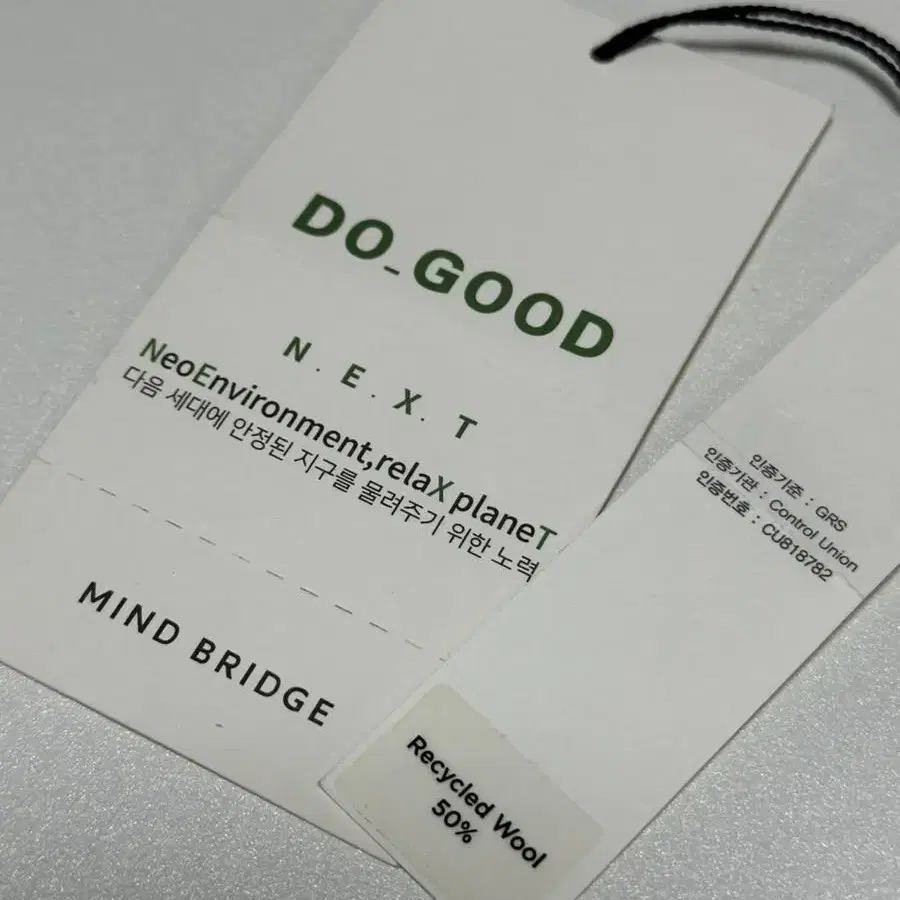 DO_GOOD
N.E.X.T
NeoEnvironment,relaXplaneT
다음 세대에 안정된 지구를 물려주기 위한 노력
MIND BRIDGE
인증기준 : GRS
인증기관 : Control Union
인증번호 : CU818782
Recycled Wool
50%